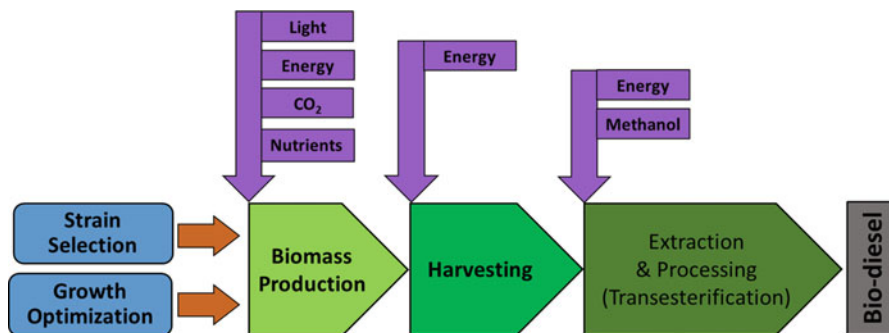 Light
Energy
CO₂
Nutrients
Energy
Energy
Methanol
Strain
Selection
Growth
Optimization
Biomass
Production
Harvesting
Extraction
& Processing
(Transesterification)
Bio-diesel